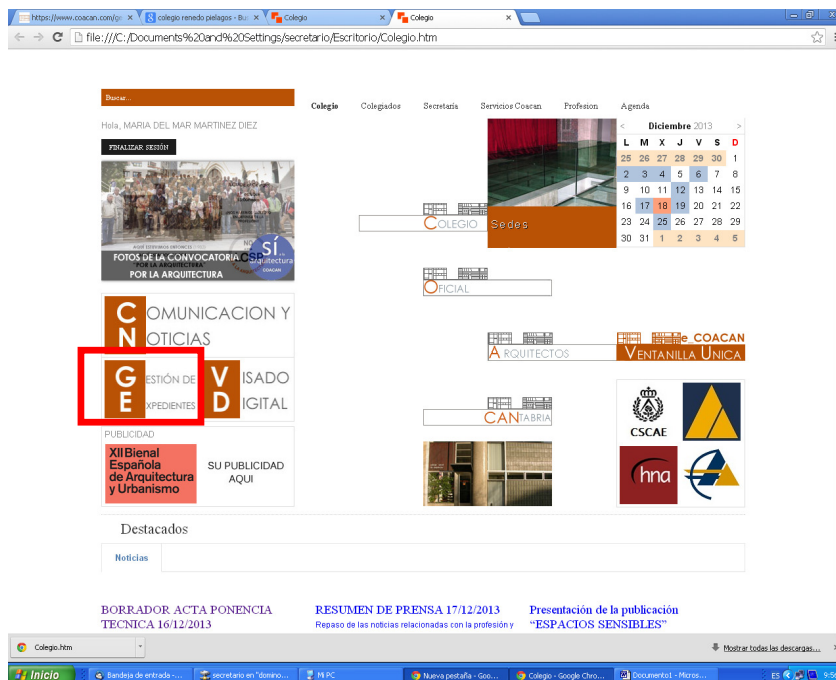 https://www.coacan.com/ge
colegio renedo pielagos - Bus
Colegio
Colegio
file:///C:/Documents%20and%20Settings/secretario/Escritorio/Colegio.htm
Buscar...
Colegio Colegiados Secretaría Servicios Coacan Profesion Agenda
Hola, MARIA DEL MAR MARTINEZ DIEZ
FINALIZAR SESIÓN
< Diciembre 2013 >
L M X J V S D
25 26 27 28 29 30 1
2 3 4 5 6 7 8
9 10 11 12 13 14 15
16 17 18 19 20 21 22
23 24 25 26 27 28 29
30 31 1 2 3 4 5
COLEGIO
Sedes
FOTOS DE LA CONVOCATORIA
POR LA ARQUITECTURA
CSP
SÍ
arquitectura
COACAN
OFICIAL
COMUNICACION Y
NOTICIAS
ARQUITECTOS
e_COACAN
VENTANILLA UNICA
GESTIÓN DE
EXPEDIENTES
VISADO
DIGITAL
CANTABRIA
CSCAE
hna
PUBLICIDAD
XII Bienal
Española
de Arquitectura
y Urbanismo
SU PUBLICIDAD
AQUI
Destacados
Noticias
BORRADOR ACTA PONENCIA
TECNICA 16/12/2013
RESUMEN DE PRENSA 17/12/2013
Repaso de las noticias relacionadas con la profesión y
Presentación de la publicación
“ESPACIOS SENSIBLES”
Colegio.htm
Mostrar todas las descargas...
Inicio
Bandeja de entrada -...
secretario en "domino...
Mi PC
Nueva pestaña - Goo...
Colegio - Google Chro...
Documento1 - Micros...
ES